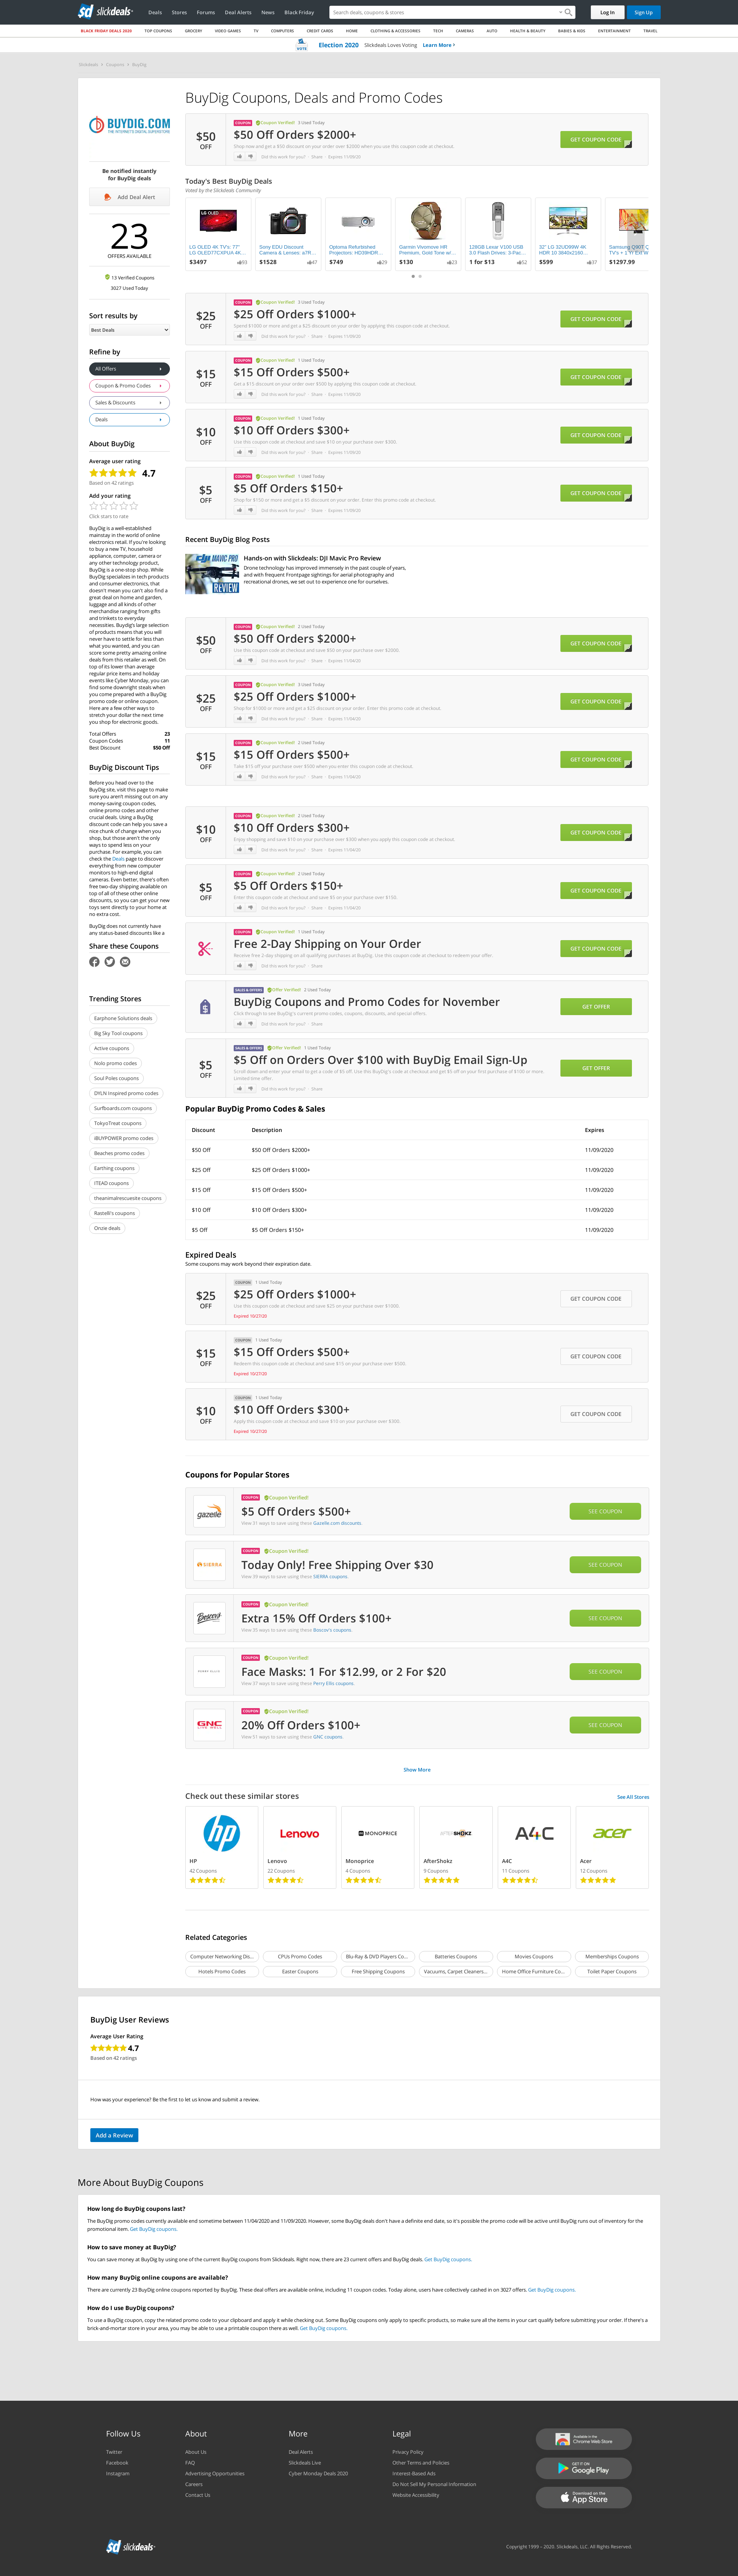 slickdeals
Deals
Stores
Forums
Deal Alerts
News
Black Friday
Search deals, coupons & stores
Log In
Sign Up
BLACK FRIDAY DEALS 2020
TOP COUPONS
GROCERY
VIDEO GAMES
TV
COMPUTERS
CREDIT CARDS
HOME
CLOTHING & ACCESSORIES
TECH
CAMERAS
AUTO
HEALTH & BEAUTY
BABIES & KIDS
ENTERTAINMENT
TRAVEL
VOTE
Election 2020 Slickdeals Loves Voting Learn More >
Slickdeals > Coupons > BuyDig
BUYDIG.COM
THE INTERNET'S DIGITAL SUPERSTORE
Be notified instantly
for BuyDig deals
Add Deal Alert
23
OFFERS AVAILABLE
13 Verified Coupons
3027 Used Today
Sort results by
Best Deals
Refine by
All Offers
Coupon & Promo Codes
Sales & Discounts
Deals
About BuyDig
Average user rating
4.7
Based on 42 ratings
Add your rating
Click stars to rate
BuyDig is a well-established
mainstay in the world of online
electronics retail. If you're looking
to buy a new TV, household
appliance, computer, camera or
any other technology product,
BuyDig is a one-stop shop. While
BuyDig specializes in tech products
and consumer electronics, that
doesn't mean you can't also find a
great deal on home and garden,
luggage and all kinds of other
merchandise ranging from gifts
and trinkets to everyday
necessities. Buydig's large selection
of products means that you will
never have to settle for less than
what you wanted, and you can
score some pretty amazing online
deals from this retailer as well. On
top of its lower than average
regular price items and holiday
events like Cyber Monday, you can
find some downright steals when
you come prepared with a BuyDig
promo code or online coupon.
Here are a few other ways to
stretch your dollar the next time
you shop for electronic goods.
Total Offers 23
Coupon Codes 11
Best Discount $50 Off
BuyDig Discount Tips
Before you head over to the
BuyDig site, visit this page to make
sure you aren't missing out on any
money-saving coupon codes,
online promo codes and other
crucial deals. Using a BuyDig
discount code can help you save a
nice chunk of change when you
shop, but those aren't the only
ways to spend less on your
purchase. For example, you can
check the Deals page to discover
everything from new computer
monitors to high-end digital
cameras. Even better, there's often
free two-day shipping available on
top of all of these other online
discounts, so you can get your new
toys sent directly to your home at
no extra cost.
BuyDig does not currently have
any status-based discounts like a
Share these Coupons
Trending Stores
Earphone Solutions deals
Big Sky Tool coupons
Active coupons
Nolo promo codes
Soul Poles coupons
DYLN Inspired promo codes
Surfboards.com coupons
TokyoTreat coupons
iBUYPOWER promo codes
Beaches promo codes
Earthing coupons
ITEAD coupons
theanimalrescuesite coupons
Rastelli's coupons
Onzie deals
BuyDig Coupons, Deals and Promo Codes
$50
OFF
COUPON Coupon Verified! 3 Used Today
$50 Off Orders $2000+
Shop now and get a $50 discount on your order over $2000 when you use this coupon code at checkout.
Did this work for you? · Share · Expires 11/09/20
GET COUPON CODE
Today's Best BuyDig Deals
Voted by the Slickdeals Community
LG OLED 4K TV's: 77"
LG OLED77CXPUA 4K...
$3497
93
Sony EDU Discount
Camera & Lenses: a7R...
$1528
47
Optoma Refurbished
Projectors: HD39HDR...
$749
29
Garmin Vivomove HR
Premium, Gold Tone w/ ...
$130
23
128GB Lexar V100 USB
3.0 Flash Drives: 3-Pac...
1 for $13
52
32" LG 32UD99W 4K
HDR 10 3840x2160...
$599
37
Samsung Q90T Q
TV's + 1 Yr Ext W
$1297.99
$25
OFF
COUPON Coupon Verified! 3 Used Today
$25 Off Orders $1000+
Spend $1000 or more and get a $25 discount on your order by applying this coupon code at checkout.
Did this work for you? · Share · Expires 11/09/20
GET COUPON CODE
$15
OFF
COUPON Coupon Verified! 1 Used Today
$15 Off Orders $500+
Get a $15 discount on your order over $500 by applying this coupon code at checkout.
Did this work for you? · Share · Expires 11/09/20
GET COUPON CODE
$10
OFF
COUPON Coupon Verified! 1 Used Today
$10 Off Orders $300+
Use this coupon code at checkout and save $10 on your purchase over $300.
Did this work for you? · Share · Expires 11/09/20
GET COUPON CODE
$5
OFF
COUPON Coupon Verified! 1 Used Today
$5 Off Orders $150+
Shop for $150 or more and get a $5 discount on your order. Enter this promo code at checkout.
Did this work for you? · Share · Expires 11/09/20
GET COUPON CODE
Recent BuyDig Blog Posts
DJI MAVIC PRO
REVIEW
Hands-on with Slickdeals: DJI Mavic Pro Review
Drone technology has improved immensely in the past couple of years,
and with frequent Frontpage sightings for aerial photography and
recreational drones, we set out to experience one for ourselves.
$50
OFF
COUPON Coupon Verified! 2 Used Today
$50 Off Orders $2000+
Use this coupon code at checkout and save $50 on your purchase over $2000.
Did this work for you? · Share · Expires 11/04/20
GET COUPON CODE
$25
OFF
COUPON Coupon Verified! 3 Used Today
$25 Off Orders $1000+
Shop for $1000 or more and get a $25 discount on your order. Enter this promo code at checkout.
Did this work for you? · Share · Expires 11/04/20
GET COUPON CODE
$15
OFF
COUPON Coupon Verified! 2 Used Today
$15 Off Orders $500+
Take $15 off your purchase over $500 when you enter this coupon code at checkout.
Did this work for you? · Share · Expires 11/04/20
GET COUPON CODE
$10
OFF
COUPON Coupon Verified! 2 Used Today
$10 Off Orders $300+
Enjoy shopping and save $10 on your purchase over $300 when you apply this coupon code at checkout.
Did this work for you? · Share · Expires 11/04/20
GET COUPON CODE
$5
OFF
COUPON Coupon Verified! 2 Used Today
$5 Off Orders $150+
Enter this coupon code at checkout and save $5 on your purchase over $150.
Did this work for you? · Share · Expires 11/04/20
GET COUPON CODE
COUPON Coupon Verified! 1 Used Today
Free 2-Day Shipping on Your Order
Receive free 2-day shipping on all qualifying purchases at BuyDig. Use this coupon code at checkout to redeem your offer.
Did this work for you? · Share
GET COUPON CODE
SALES & OFFERS Offer Verified! 2 Used Today
BuyDig Coupons and Promo Codes for November
Click through to see BuyDig's current promo codes, coupons, discounts, and special offers.
Did this work for you? · Share
GET OFFER
$5
OFF
SALES & OFFERS Offer Verified! 1 Used Today
$5 Off on Orders Over $100 with BuyDig Email Sign-Up
Scroll down and enter your email to get a code of $5 off. Use this BuyDig's code at checkout and get $5 off on your first purchase of $100 or more.
Limited time offer.
Did this work for you? · Share
GET OFFER
Popular BuyDig Promo Codes & Sales
Discount Description Expires
$50 Off $50 Off Orders $2000+ 11/09/2020
$25 Off $25 Off Orders $1000+ 11/09/2020
$15 Off $15 Off Orders $500+ 11/09/2020
$10 Off $10 Off Orders $300+ 11/09/2020
$5 Off $5 Off Orders $150+ 11/09/2020
Expired Deals
Some coupons may work beyond their expiration date.
$25
OFF
COUPON 1 Used Today
$25 Off Orders $1000+
Use this coupon code at checkout and save $25 on your purchase over $1000.
Expired 10/27/20
GET COUPON CODE
$15
OFF
COUPON 1 Used Today
$15 Off Orders $500+
Redeem this coupon code at checkout and save $15 on your purchase over $500.
Expired 10/27/20
GET COUPON CODE
$10
OFF
COUPON 1 Used Today
$10 Off Orders $300+
Apply this coupon code at checkout and save $10 on your purchase over $300.
Expired 10/27/20
GET COUPON CODE
Coupons for Popular Stores
gazelle
COUPON Coupon Verified!
$5 Off Orders $500+
View 31 ways to save using these Gazelle.com discounts
SEE COUPON
SIERRA
COUPON Coupon Verified!
Today Only! Free Shipping Over $30
View 39 ways to save using these SIERRA coupons
SEE COUPON
Boscov's
COUPON Coupon Verified!
Extra 15% Off Orders $100+
View 35 ways to save using these Boscov's coupons
SEE COUPON
PERRY ELLIS
COUPON Coupon Verified!
Face Masks: 1 For $12.99, or 2 For $20
View 37 ways to save using these Perry Ellis coupons
SEE COUPON
GNC
LIVE WELL
COUPON Coupon Verified!
20% Off Orders $100+
View 51 ways to save using these GNC coupons
SEE COUPON
Show More
Check out these similar stores
See All Stores
hp
HP
42 Coupons
Lenovo
Lenovo
22 Coupons
MONOPRICE
Monoprice
4 Coupons
AFTERSHOKZ
AfterShokz
9 Coupons
A4C
A4C
11 Coupons
acer
Acer
12 Coupons
Related Categories
Computer Networking Dis...
CPUs Promo Codes
Blu-Ray & DVD Players Co...
Batteries Coupons
Movies Coupons
Memberships Coupons
Hotels Promo Codes
Easter Coupons
Free Shipping Coupons
Vacuums, Carpet Cleaners...
Home Office Furniture Co...
Toilet Paper Coupons
BuyDig User Reviews
Average User Rating
4.7
Based on 42 ratings
How was your experience? Be the first to let us know and submit a review.
Add a Review
More About BuyDig Coupons
How long do BuyDig coupons last?
The BuyDig promo codes currently available end sometime between 11/04/2020 and 11/09/2020. However, some BuyDig deals don't have a definite end date, so it's possible the promo code will be active until BuyDig runs out of inventory for the
promotional item. Get BuyDig coupons.
How to save money at BuyDig?
You can save money at BuyDig by using one of the current BuyDig coupons from Slickdeals. Right now, there are 23 current offers and BuyDig deals. Get BuyDig coupons.
How many BuyDig online coupons are available?
There are currently 23 BuyDig online coupons reported by BuyDig. These deal offers are available online, including 11 coupon codes. Today alone, users have collectively cashed in on 3027 offers. Get BuyDig coupons.
How do I use BuyDig coupons?
To use a BuyDig coupon, copy the related promo code to your clipboard and apply it while checking out. Some BuyDig coupons only apply to specific products, so make sure all the items in your cart qualify before submitting your order. If there's a
brick-and-mortar store in your area, you may be able to use a printable coupon there as well. Get BuyDig coupons.
Follow Us
Twitter
Facebook
Instagram
About
About Us
FAQ
Advertising Opportunities
Careers
Contact Us
More
Deal Alerts
Slickdeals Live
Cyber Monday Deals 2020
Legal
Privacy Policy
Other Terms and Policies
Interest-Based Ads
Do Not Sell My Personal Information
Website Accessibility
Available in the
Chrome Web Store
GET IT ON
Google Play
Download on the
App Store
slickdeals
Copyright 1999 – 2020. Slickdeals, LLC. All Rights Reserved.